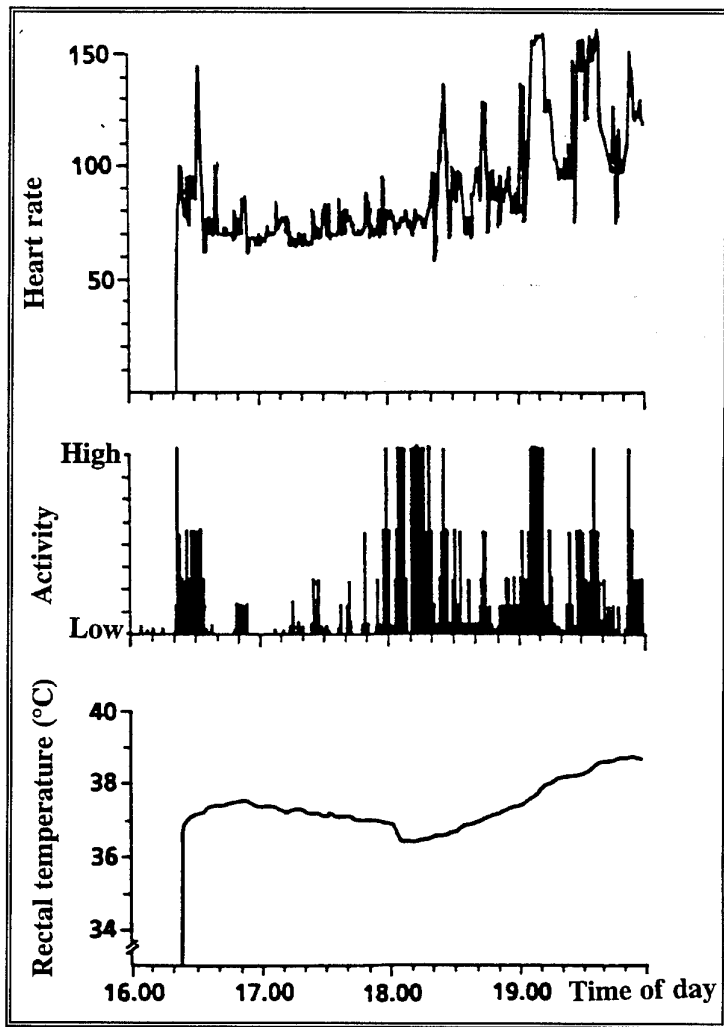 150
100
50
Heart rate
High
Low
Activity
40
38
36
34
Rectal temperature (°C)
16.00 17.00 18.00 19.00 Time of day